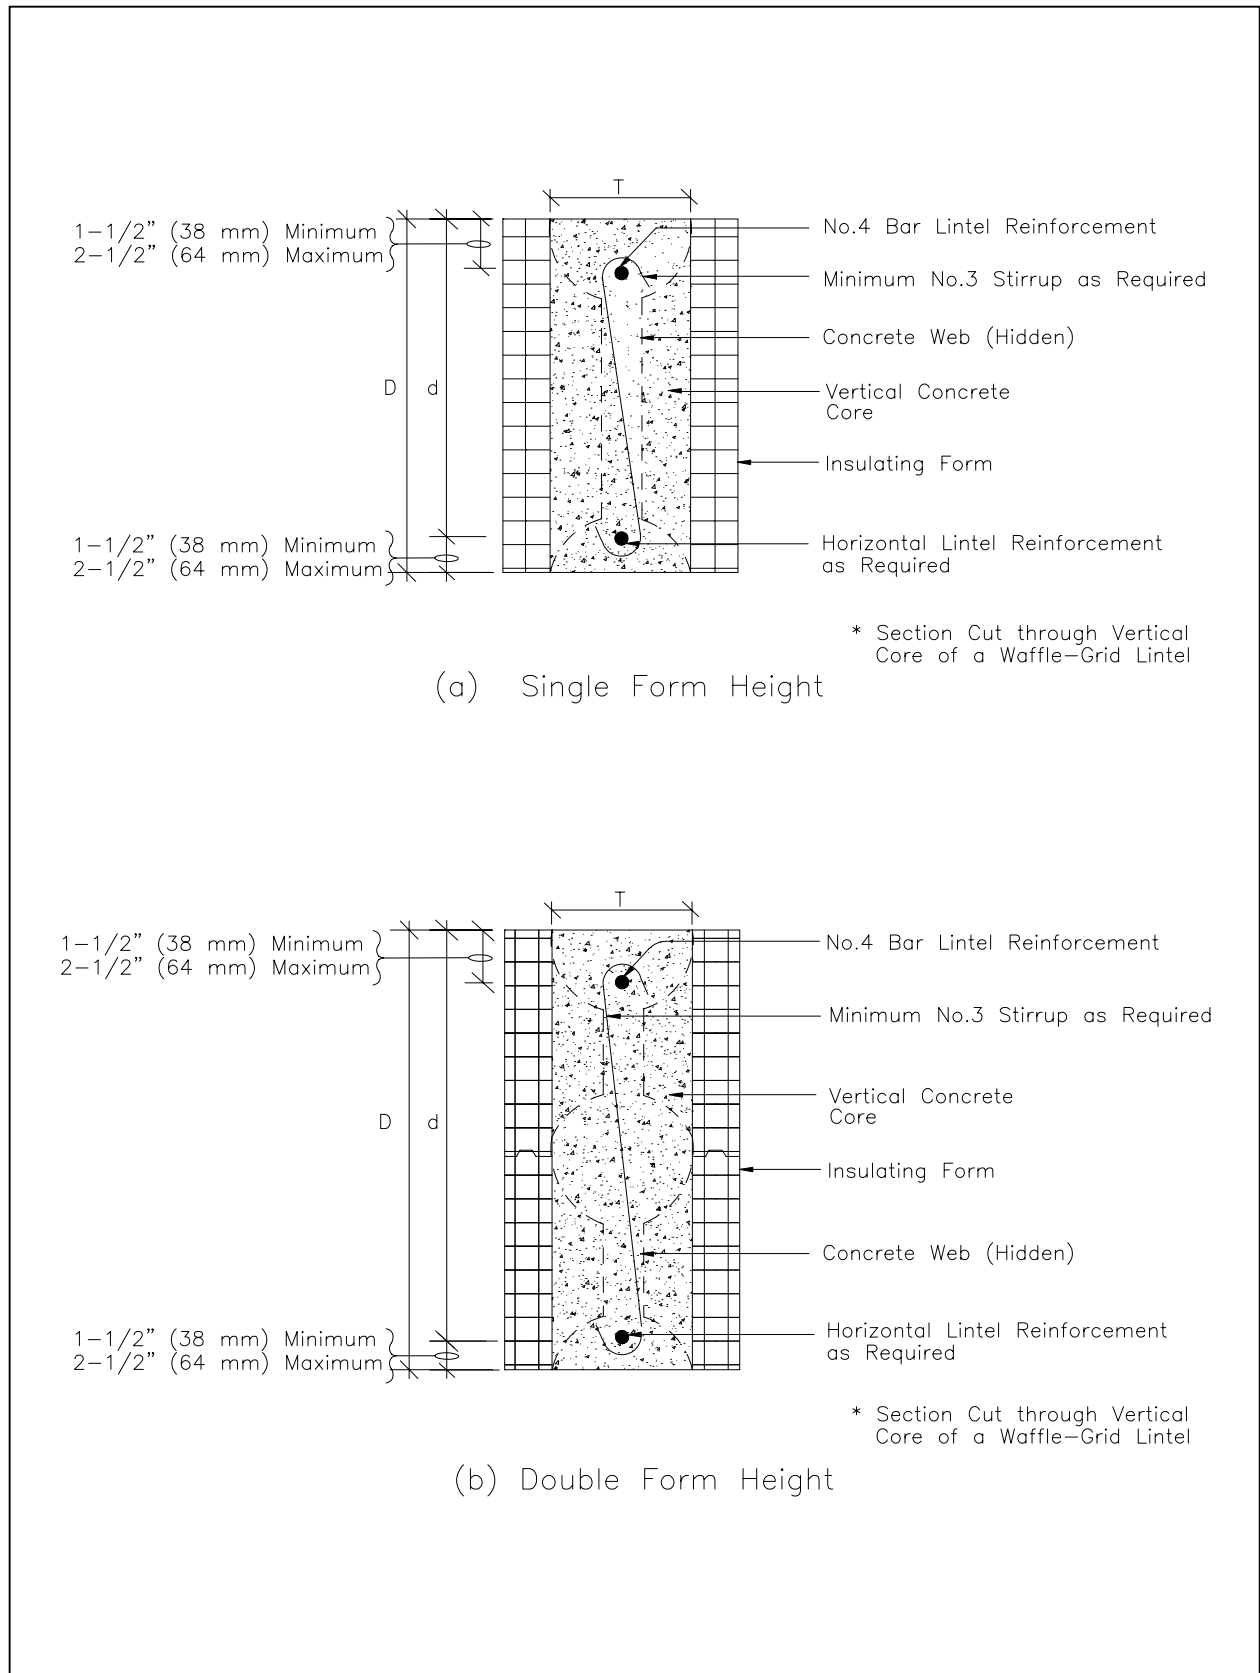 T
1-1/2" (38 mm) Minimum
2-1/2" (64 mm) Maximum
No.4 Bar Lintel Reinforcement
Minimum No.3 Stirrup as Required
Concrete Web (Hidden)
D
d
Vertical Concrete
Core
Insulating Form
1-1/2" (38 mm) Minimum
2-1/2" (64 mm) Maximum
Horizontal Lintel Reinforcement
as Required
* Section Cut through Vertical
Core of a Waffle-Grid Lintel
(a) Single Form Height
T
1-1/2" (38 mm) Minimum
2-1/2" (64 mm) Maximum
No.4 Bar Lintel Reinforcement
Minimum No.3 Stirrup as Required
Vertical Concrete
Core
D
d
Insulating Form
Concrete Web (Hidden)
1-1/2" (38 mm) Minimum
2-1/2" (64 mm) Maximum
Horizontal Lintel Reinforcement
as Required
* Section Cut through Vertical
Core of a Waffle-Grid Lintel
(b) Double Form Height